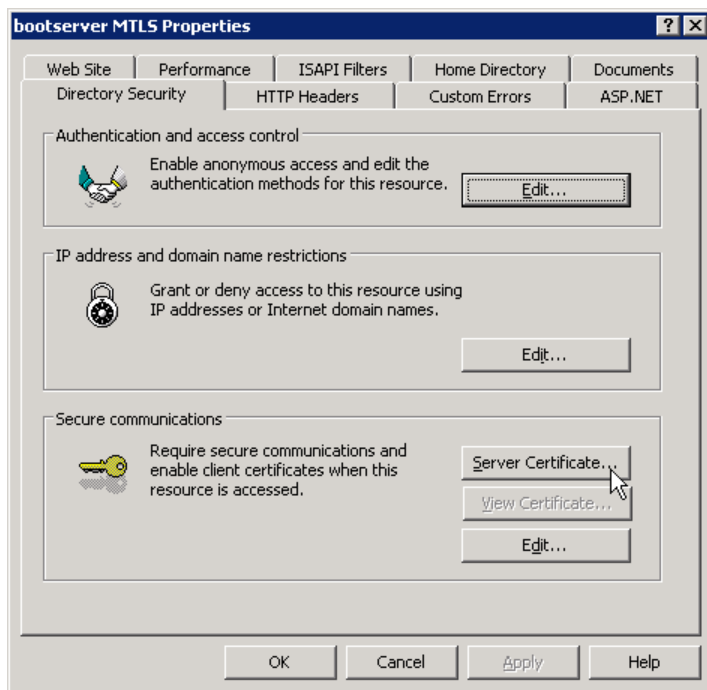 bootserver MTLS Properties
Web Site Performance ISAPI Filters Home Directory Documents
Directory Security HTTP Headers Custom Errors ASP.NET
Authentication and access control
Enable anonymous access and edit the
authentication methods for this resource.
Edit...
IP address and domain name restrictions
Grant or deny access to this resource using
IP addresses or Internet domain names.
Edit...
Secure communications
Require secure communications and
enable client certificates when this
resource is accessed.
Server Certificate...
View Certificate...
Edit...
OK Cancel Apply Help